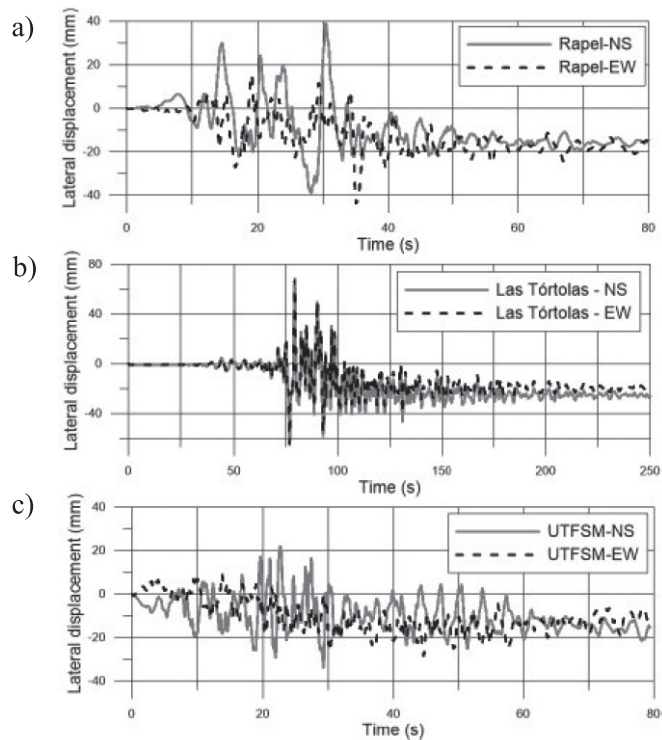 a)
Lateral displacement (mm)
40
20
0
-20
-40
Rapel-NS
Rapel-EW
0
20
40
60
80
Time (s)
b)
Lateral displacement (mm)
80
40
0
-40
Las Tórtolas - NS
Las Tórtolas - EW
0
50
100
150
200
250
Time (s)
c)
Lateral displacement (mm)
40
20
0
-20
-40
UTFSM-NS
UTFSM-EW
0
20
40
60
80
Time (s)